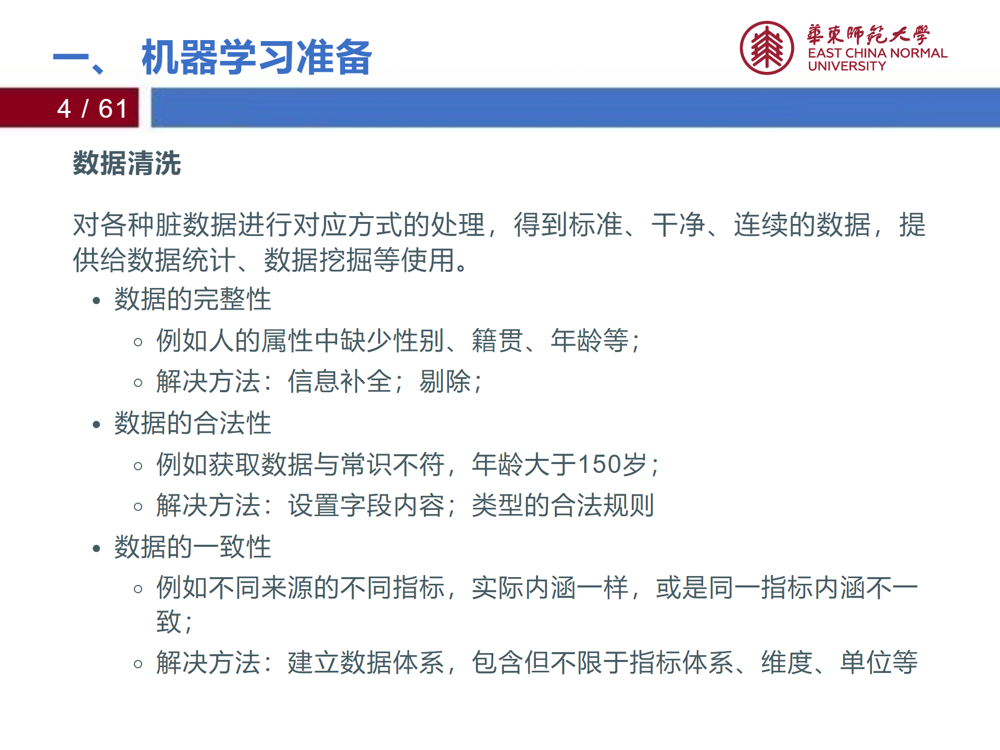 一、 机器学习准备
華東師範大學
EAST CHINA NORMAL
UNIVERSITY
4 / 61
数据清洗
对各种脏数据进行对应方式的处理，得到标准、干净、连续的数据，提
供给数据统计、数据挖掘等使用。
• 数据的完整性
◦ 例如人的属性中缺少性别、籍贯、年龄等；
◦ 解决方法：信息补全；剔除；
• 数据的合法性
◦ 例如获取数据与常识不符，年龄大于150岁；
◦ 解决方法：设置字段内容；类型的合法规则
• 数据的一致性
◦ 例如不同来源的不同指标，实际内涵一样，或是同一指标内涵不一
致；
◦ 解决方法：建立数据体系，包含但不限于指标体系、维度、单位等